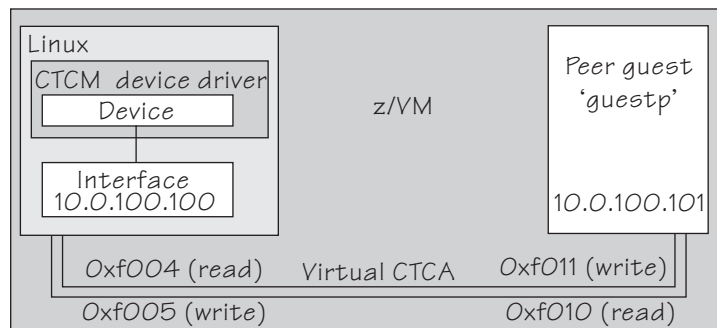 Linux
CTCM device driver
Device
Interface
10.0.100.100
z/VM
Peer guest
‘guestp’
10.0.100.101
0xf004 (read)
Virtual CTCA
0xf011 (write)
0xf005 (write)
0xf010 (read)